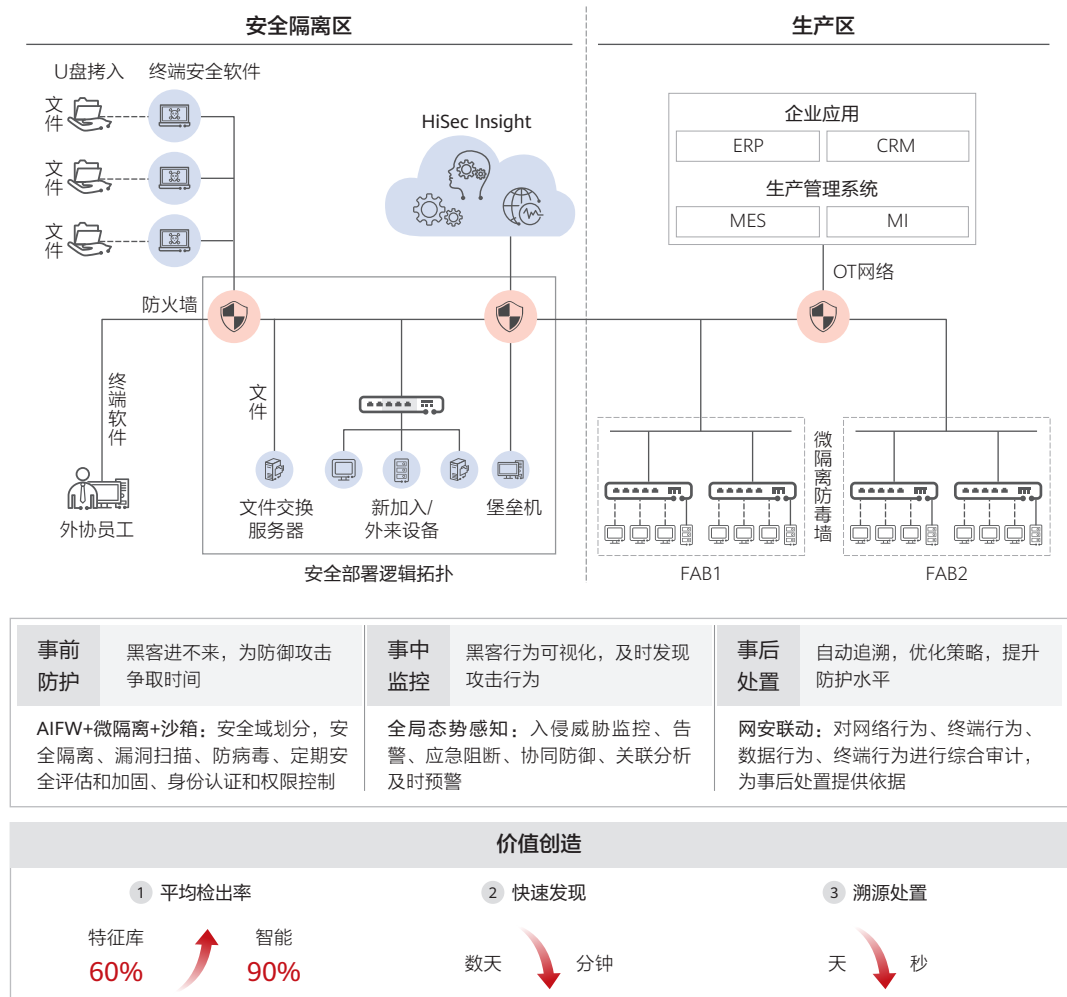 安全隔离区
生产区
U盘拷入
终端安全软件
文件
文件
文件
HiSec Insight
企业应用
ERP
CRM
生产管理系统
MES
MI
OT网络
防火墙
终端软件
文件
外协员工
文件交换
服务器
新加入/
外来设备
堡垒机
安全部署逻辑拓扑
微隔离防毒墙
FAB1
FAB2
事前
防护
黑客进不来，为防御攻击
争取时间
AIFW+微隔离+沙箱：安全域划分，安
全隔离、漏洞扫描、防病毒、定期安
全评估和加固、身份认证和权限控制
事中
监控
黑客行为可视化，及时发现
攻击行为
全局态势感知：入侵威胁监控、告
警、应急阻断、协同防御、关联分析
及时预警
事后
处置
自动追溯，优化策略，提升
防护水平
网安联动：对网络行为、终端行为、
数据行为、终端行为进行综合审计，
为事后处置提供依据
价值创造
1 平均检出率
特征库
60%
智能
90%
2 快速发现
数天
分钟
3 溯源处置
天
秒